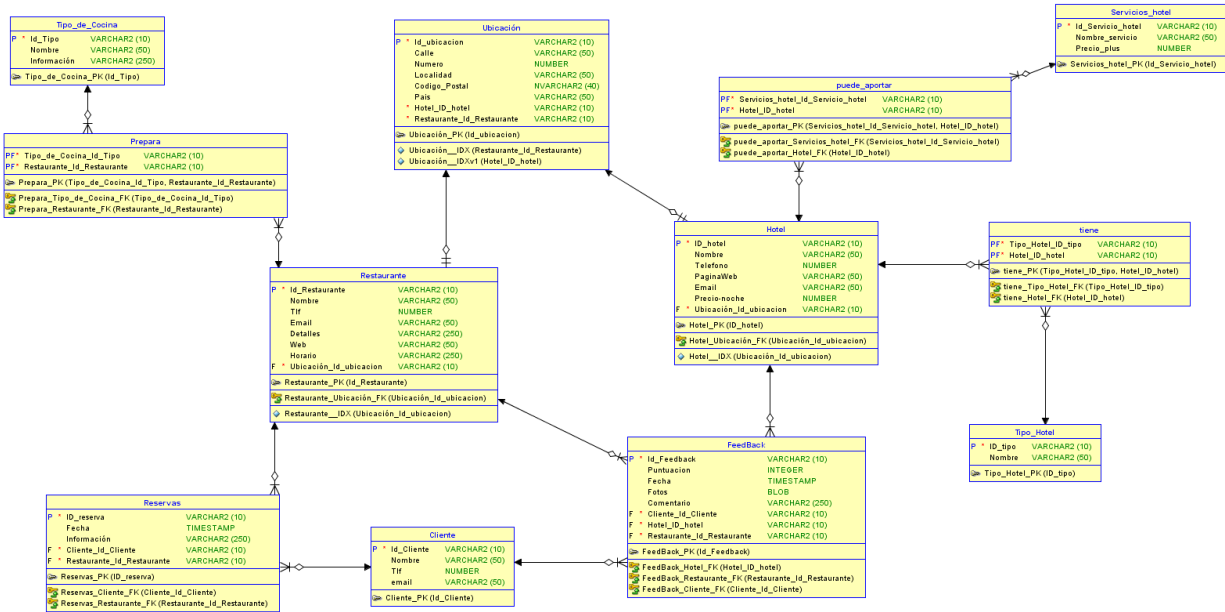 Tipo_de_Cocina
P * Id_Tipo VARCHAR2 (10)
Nombre VARCHAR2 (50)
Información VARCHAR2 (250)
Tipo_de_Cocina_PK (Id_Tipo)
Ubicación
P * Id_ubicacion VARCHAR2 (10)
Calle VARCHAR2 (50)
Numero NUMBER
Localidad VARCHAR2 (50)
Codigo_Postal NVARCHAR2 (40)
Pais VARCHAR2 (50)
* Hotel_ID_hotel VARCHAR2 (10)
* Restaurante_Id_Restaurante VARCHAR2 (10)
Ubicación_PK (Id_ubicacion)
Ubicación__IDX (Restaurante_Id_Restaurante)
Ubicación__IDXv1 (Hotel_ID_hotel)
Servicios_hotel
P * Id_Servicio_hotel VARCHAR2 (10)
Nombre_servicio VARCHAR2 (50)
Precio_plus NUMBER
Servicios_hotel_PK (Id_Servicio_hotel)
puede_aportar
PF* Servicios_hotel_Id_Servicio_hotel VARCHAR2 (10)
PF* Hotel_ID_hotel VARCHAR2 (10)
puede_aportar_PK (Servicios_hotel_Id_Servicio_hotel, Hotel_ID_hotel)
puede_aportar_Servicios_hotel_FK (Servicios_hotel_Id_Servicio_hotel)
puede_aportar_Hotel_FK (Hotel_ID_hotel)
Prepara
PF* Tipo_de_Cocina_Id_Tipo VARCHAR2 (10)
PF* Restaurante_Id_Restaurante VARCHAR2 (10)
Prepara_PK (Tipo_de_Cocina_Id_Tipo, Restaurante_Id_Restaurante)
Prepara_Tipo_de_Cocina_FK (Tipo_de_Cocina_Id_Tipo)
Prepara_Restaurante_FK (Restaurante_Id_Restaurante)
Hotel
P * ID_hotel VARCHAR2 (10)
Nombre VARCHAR2 (50)
Telefono NUMBER
PaginaWeb VARCHAR2 (50)
Email VARCHAR2 (50)
Precio-noche NUMBER
F * Ubicación_Id_ubicacion VARCHAR2 (10)
Hotel_PK (ID_hotel)
Hotel_Ubicación_FK (Ubicación_Id_ubicacion)
Hotel__IDX (Ubicación_Id_ubicacion)
tiene
PF* Tipo_Hotel_ID_tipo VARCHAR2 (10)
PF* Hotel_ID_hotel VARCHAR2 (10)
tiene_PK (Tipo_Hotel_ID_tipo, Hotel_ID_hotel)
tiene_Tipo_Hotel_FK (Tipo_Hotel_ID_tipo)
tiene_Hotel_FK (Hotel_ID_hotel)
Restaurante
P * Id_Restaurante VARCHAR2 (10)
Nombre VARCHAR2 (50)
Tlf NUMBER
Email VARCHAR2 (50)
Detalles VARCHAR2 (250)
Web VARCHAR2 (50)
Horario VARCHAR2 (250)
F * Ubicación_Id_ubicacion VARCHAR2 (10)
Restaurante_PK (Id_Restaurante)
Restaurante_Ubicación_FK (Ubicación_Id_ubicacion)
Restaurante__IDX (Ubicación_Id_ubicacion)
Tipo_Hotel
P * ID_tipo VARCHAR2 (10)
Nombre VARCHAR2 (50)
Tipo_Hotel_PK (ID_tipo)
FeedBack
P * Id_Feedback VARCHAR2 (10)
Puntuacion INTEGER
Fecha TIMESTAMP
Fotos BLOB
Comentario VARCHAR2 (250)
F * Cliente_Id_Cliente VARCHAR2 (10)
F * Hotel_ID_hotel VARCHAR2 (10)
F * Restaurante_Id_Restaurante VARCHAR2 (10)
FeedBack_PK (Id_Feedback)
FeedBack_Hotel_FK (Hotel_ID_hotel)
FeedBack_Restaurante_FK (Restaurante_Id_Restaurante)
FeedBack_Cliente_FK (Cliente_Id_Cliente)
Reservas
P * ID_reserva VARCHAR2 (10)
Fecha TIMESTAMP
Información VARCHAR2 (250)
F * Cliente_Id_Cliente VARCHAR2 (10)
F * Restaurante_Id_Restaurante VARCHAR2 (10)
Reservas_PK (ID_reserva)
Reservas_Cliente_FK (Cliente_Id_Cliente)
Reservas_Restaurante_FK (Restaurante_Id_Restaurante)
Cliente
P * Id_Cliente VARCHAR2 (10)
Nombre VARCHAR2 (50)
Tlf NUMBER
email VARCHAR2 (50)
Cliente_PK (Id_Cliente)